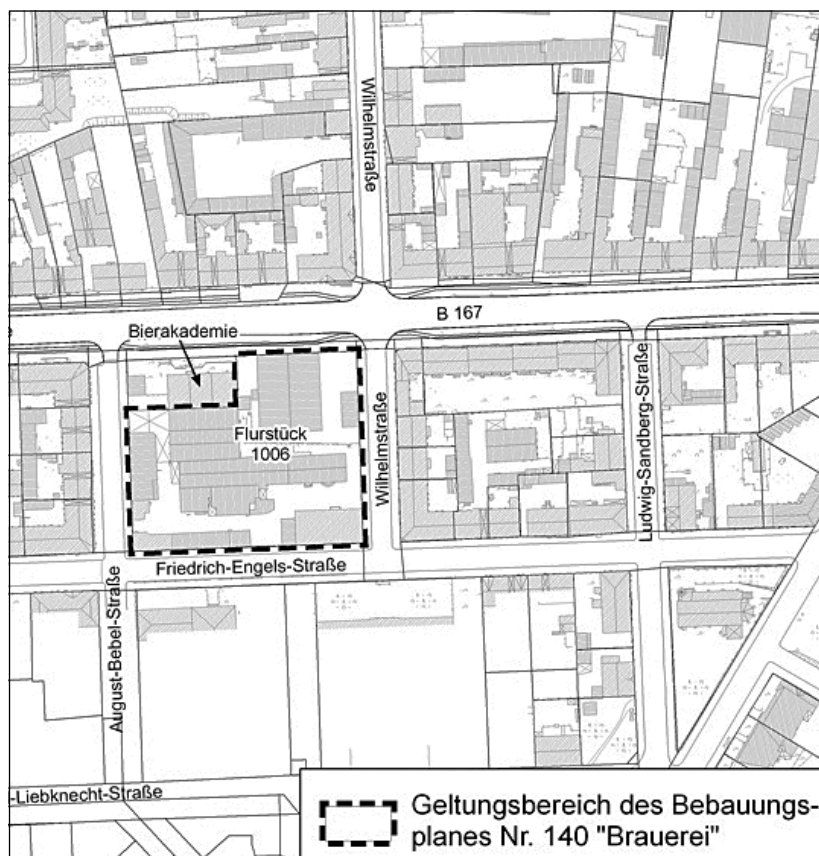 Wilhelmstraße
B 167
Bierakademie
Flurstück
1006
Wilhelmstraße
Ludwig-Sandberg-Straße
Friedrich-Engels-Straße
August-Bebel-Straße
-Liebknecht-Straße
Geltungsbereich des Bebauungs-
planes Nr. 140 "Brauerei"